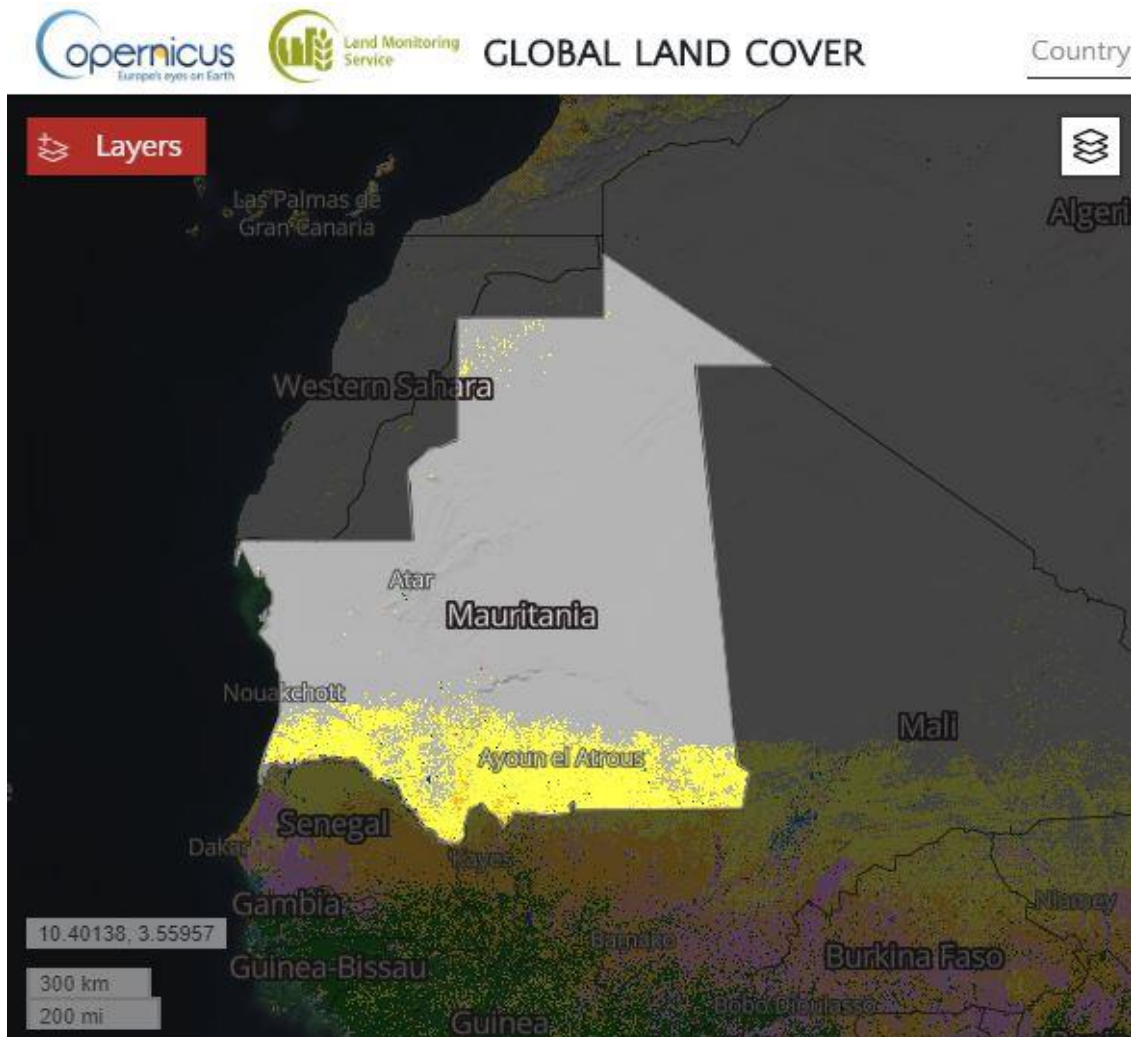 Copernicus
Europe's eyes on Earth
Land Monitoring
Service
GLOBAL LAND COVER
Country
Layers
Las Palmas de
Gran Canaria
Algeri
Western Sahara
Atar
Mauritania
Nouakchott
Mali
Ayoun el Atrous
Senegal
Dakar
Kayes
Gambia
Niamey
10.40138, 3.55957
Bamako
Burkina Faso
Guinea-Bissau
300 km
200 mi
Bobo Dioulasso
Guinea